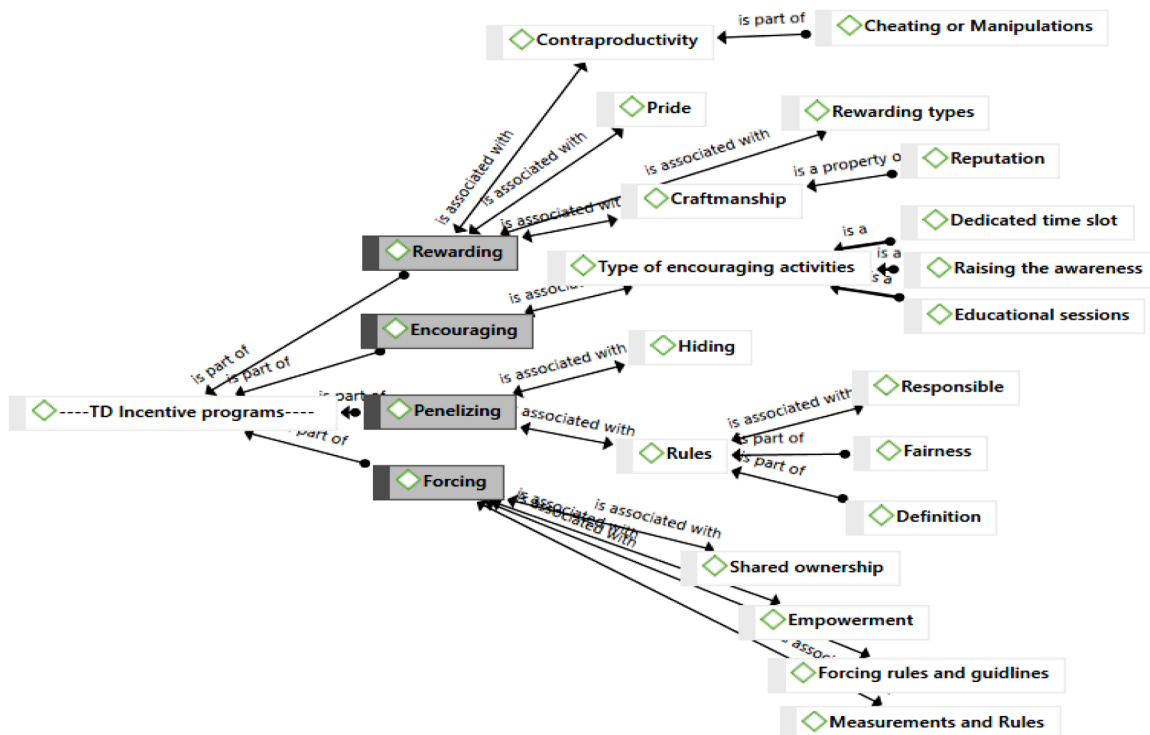 is part of
Cheating or Manipulations
Contraproductivity
Pride
Rewarding types
is associated with
is associated with
is associated with
is a property o
Reputation
Craftmanship
is associated wit
Dedicated time slot
is a
Rewarding
Type of encouraging activities
is a
Raising the awareness
is a
is associ
Educational sessions
Encouraging
is part of
is part of
is associated with
Hiding
Responsible
is associated with
----TD Incentive programs----
is part of
Penelizing
associated with
Rules
is part of
Fairness
is part of
part of
Forcing
Definition
is associated with
is associated with
is associated with
Shared ownership
Empowerment
is associ
Forcing rules and guidlines
Measurements and Rules